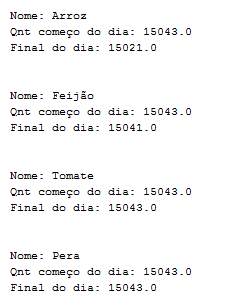 Nome: Arroz
Qnt começo do dia: 15043.0
Final do dia: 15021.0
Nome: Feijão
Qnt começo do dia: 15043.0
Final do dia: 15041.0
Nome: Tomate
Qnt começo do dia: 15043.0
Final do dia: 15043.0
Nome: Pera
Qnt começo do dia: 15043.0
Final do dia: 15043.0